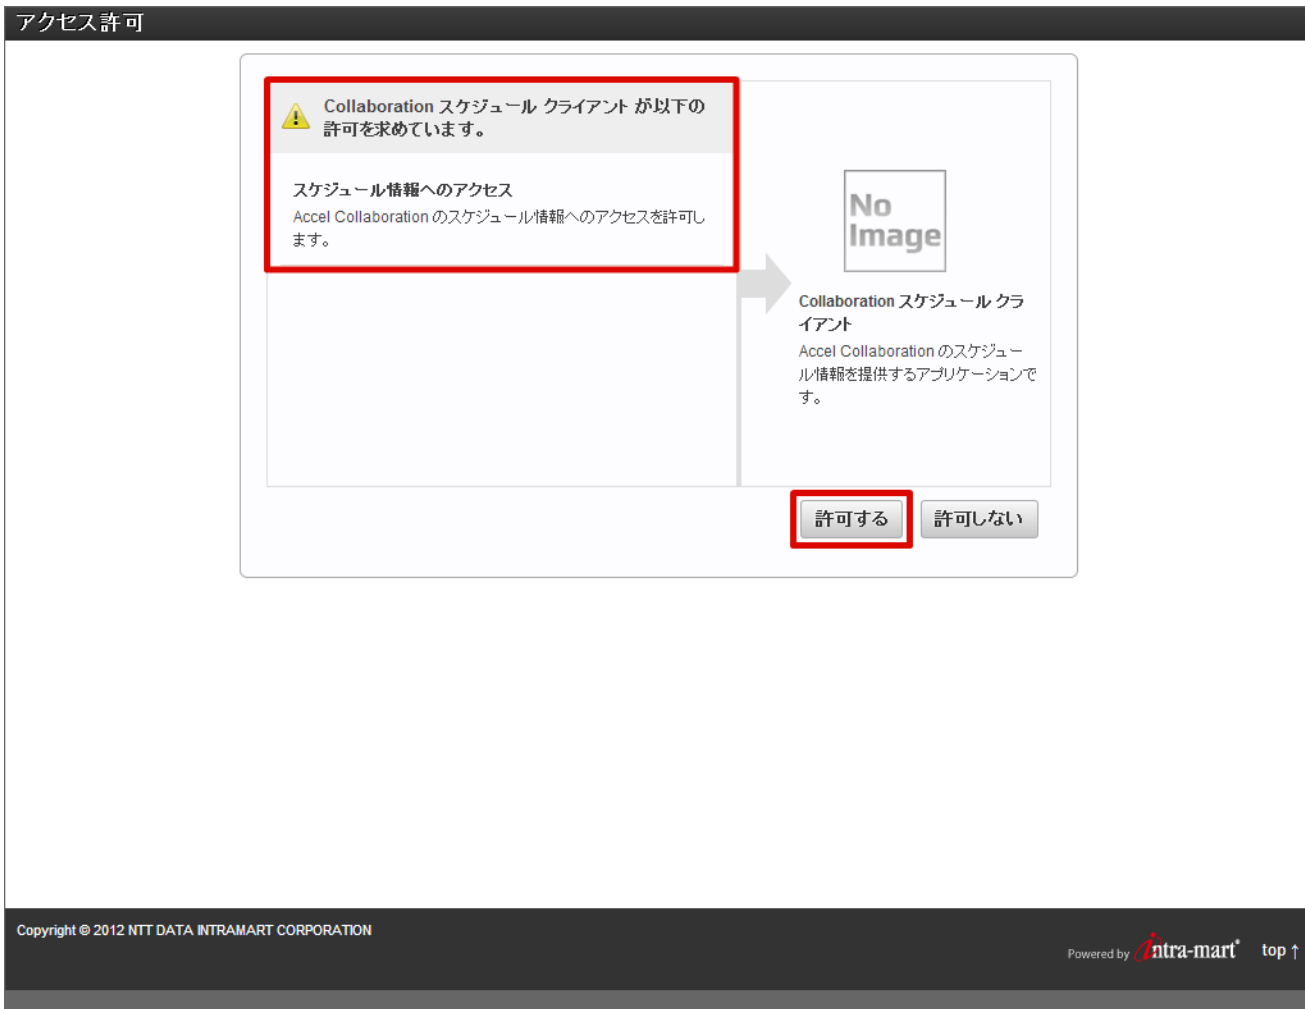 アクセス許可
Collaboration スケジュール クライアント が以下の
許可を求めています。
スケジュール情報へのアクセス
Accel Collaboration のスケジュール情報へのアクセスを許可し
ます。
No
Image
Collaboration スケジュール クラ
イアント
Accel Collaboration のスケジュー
ル情報を提供するアプリケーションで
す。
許可する 許可しない
Copyright © 2012 NTT DATA INTRAMART CORPORATION
Powered by intra-mart® top ↑